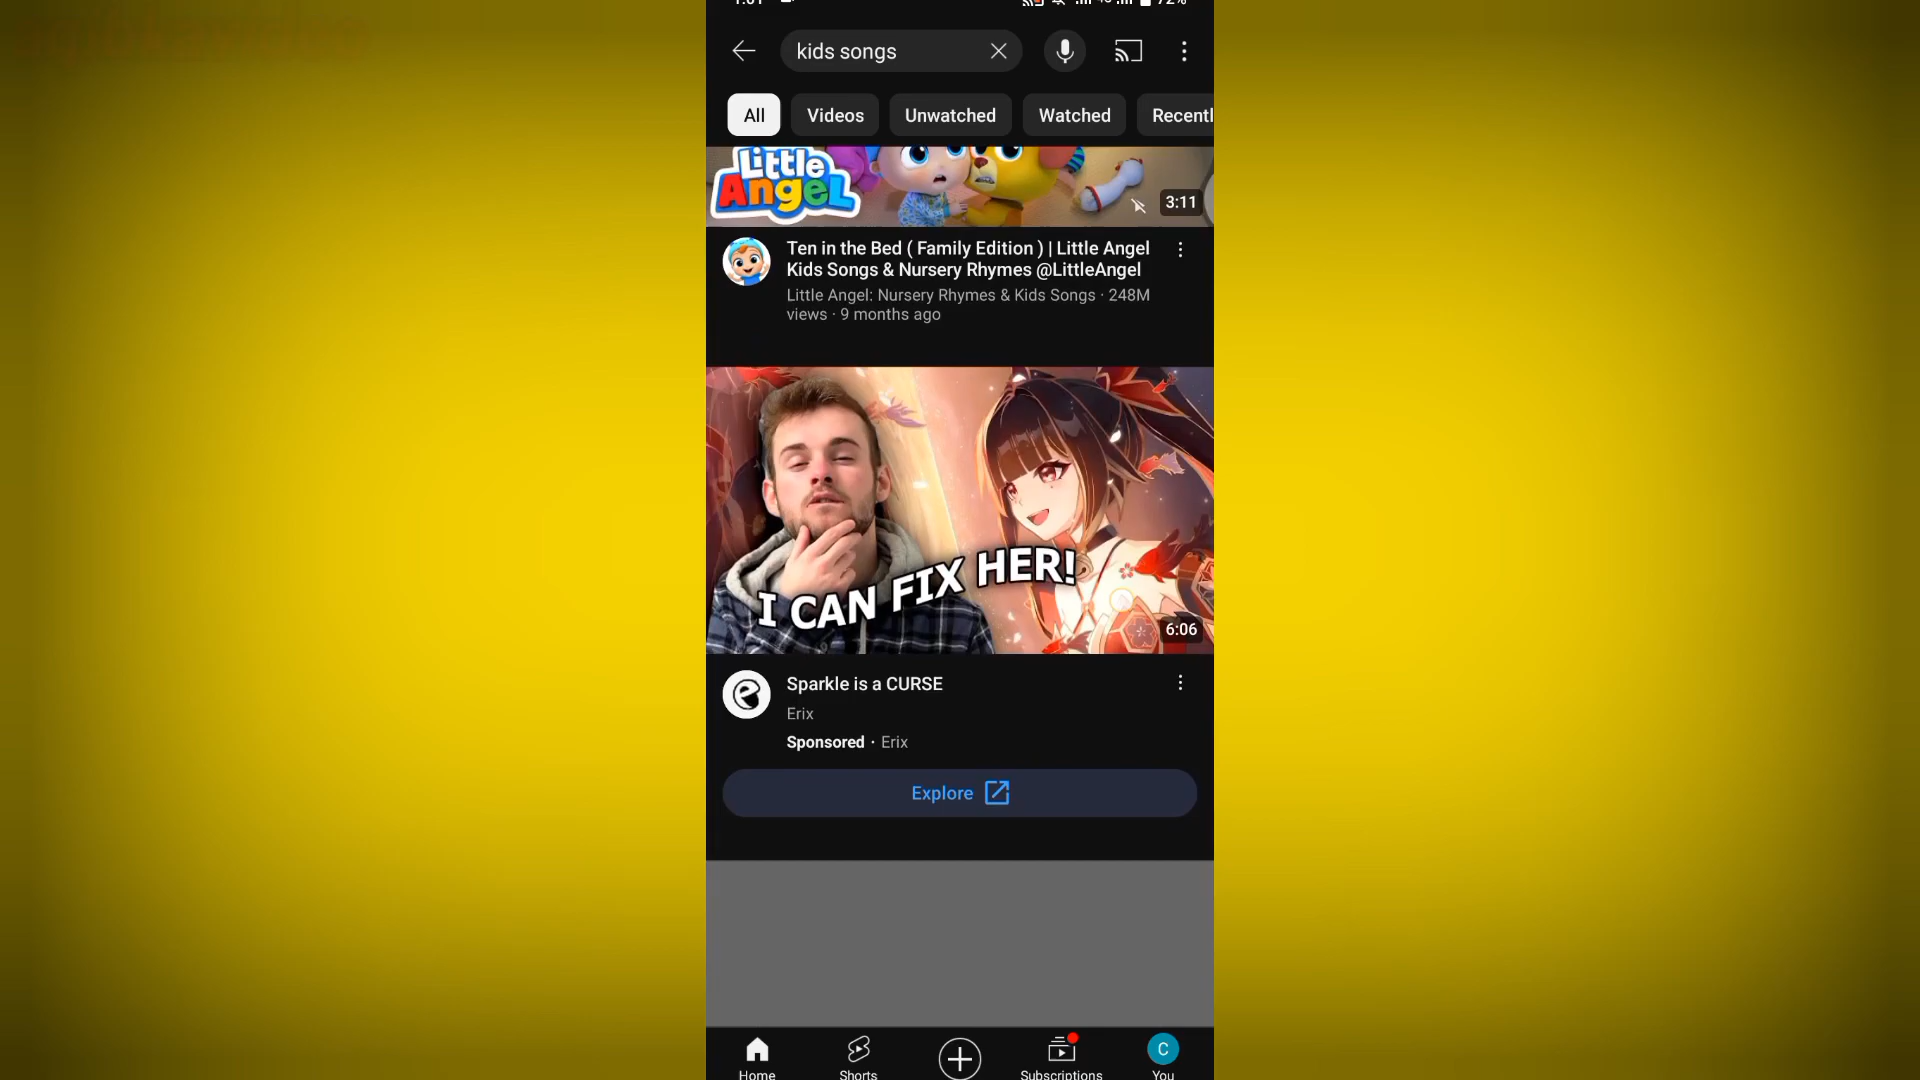 kids songs
All Videos Unwatched Watched Recentl
Little
Angel
3:11
Ten in the Bed ( Family Edition ) | Little Angel
Kids Songs & Nursery Rhymes @LittleAngel
Little Angel: Nursery Rhymes & Kids Songs · 248M
views · 9 months ago
I CAN FIX HER!
6:06
Sparkle is a CURSE
Erix
Sponsored · Erix
Explore
C
Home Shorts Subscriptions You